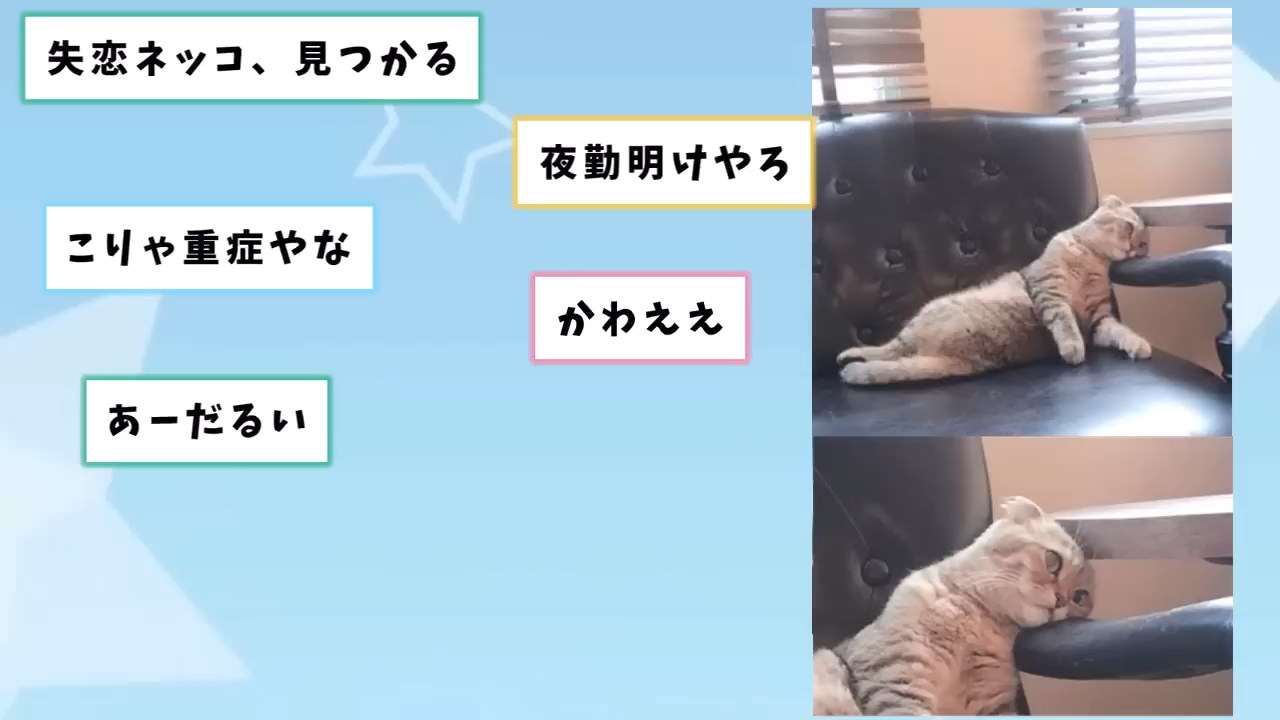 失恋ネッコ、見つかる
夜勤明けやろ
こりゃ重症やな
かわええ
あーだるい